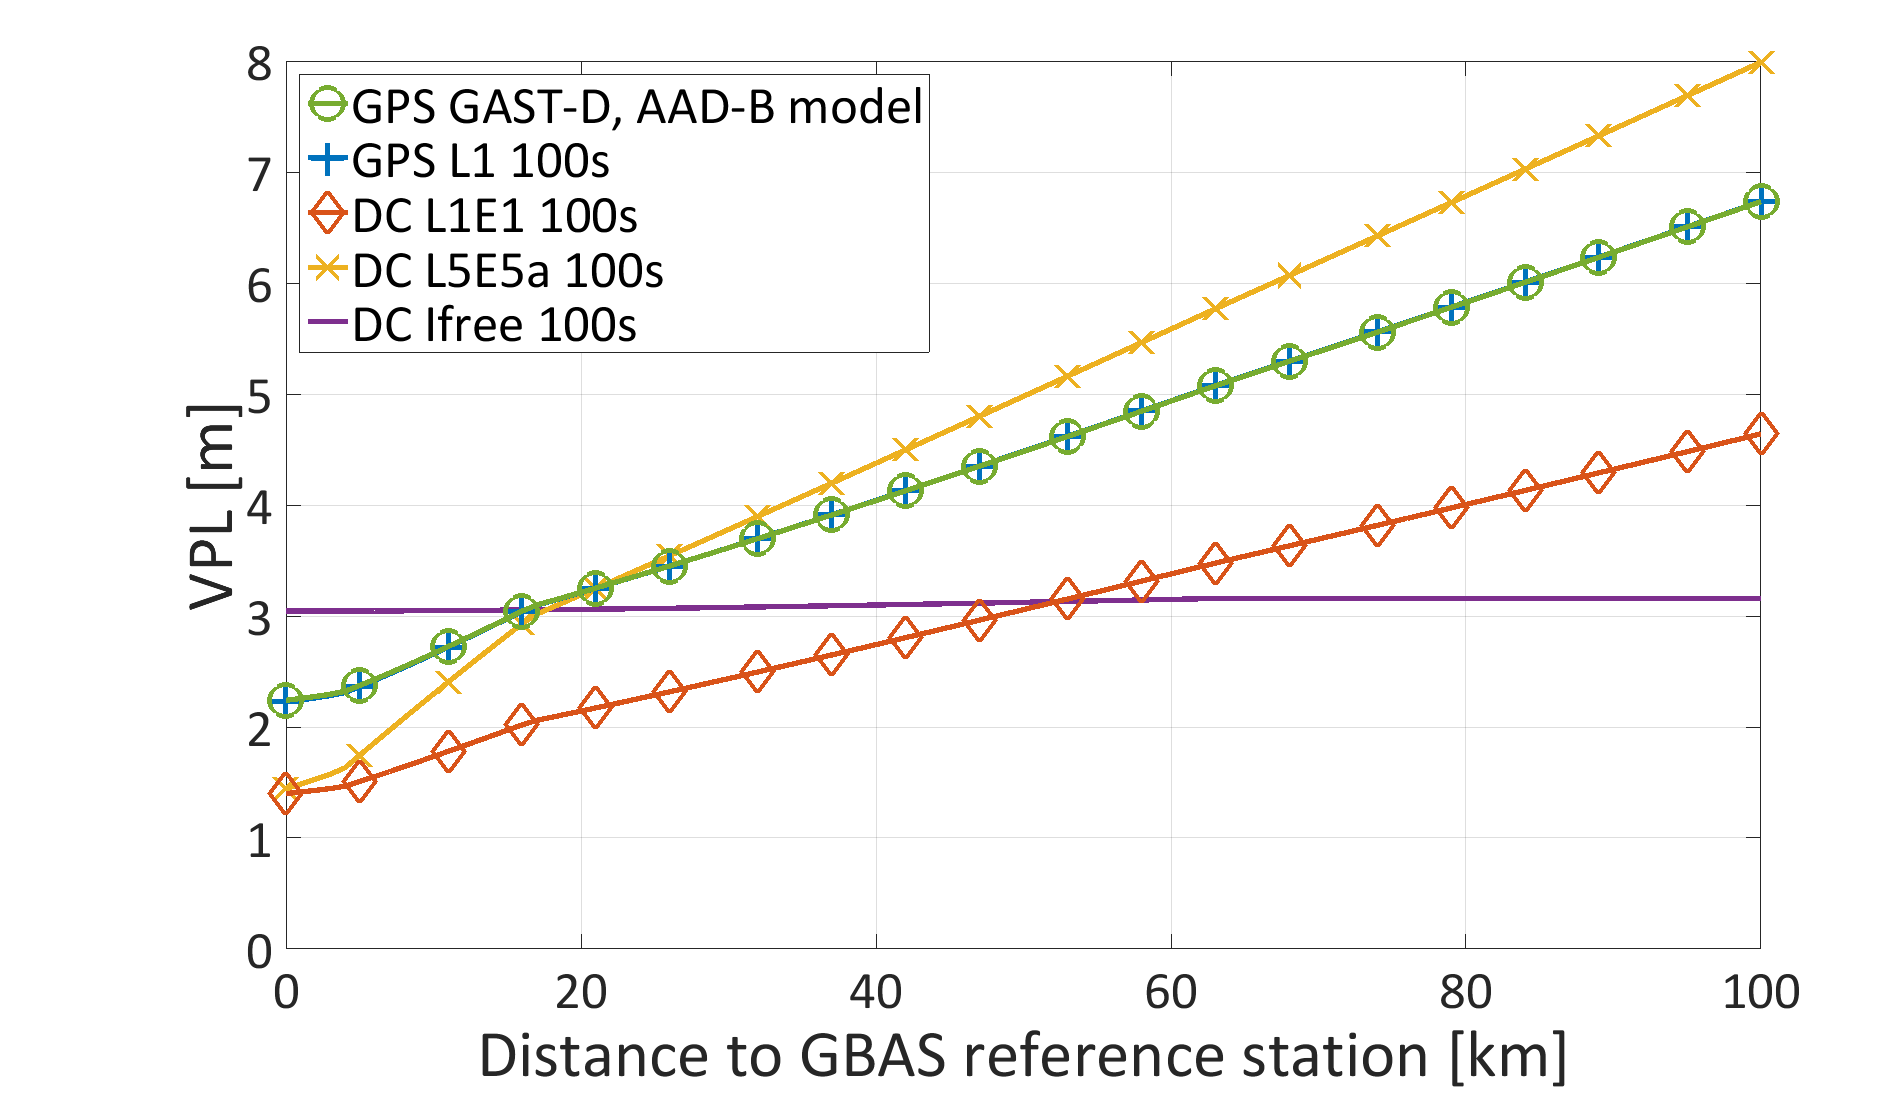 GPS GAST-D, AAD-B model
GPS L1 100s
DC L1E1 100s
DC L5E5a 100s
DC Ifree 100s
VPL [m]
8
7
6
5
4
3
2
1
0
0 20 40 60 80 100
Distance to GBAS reference station [km]